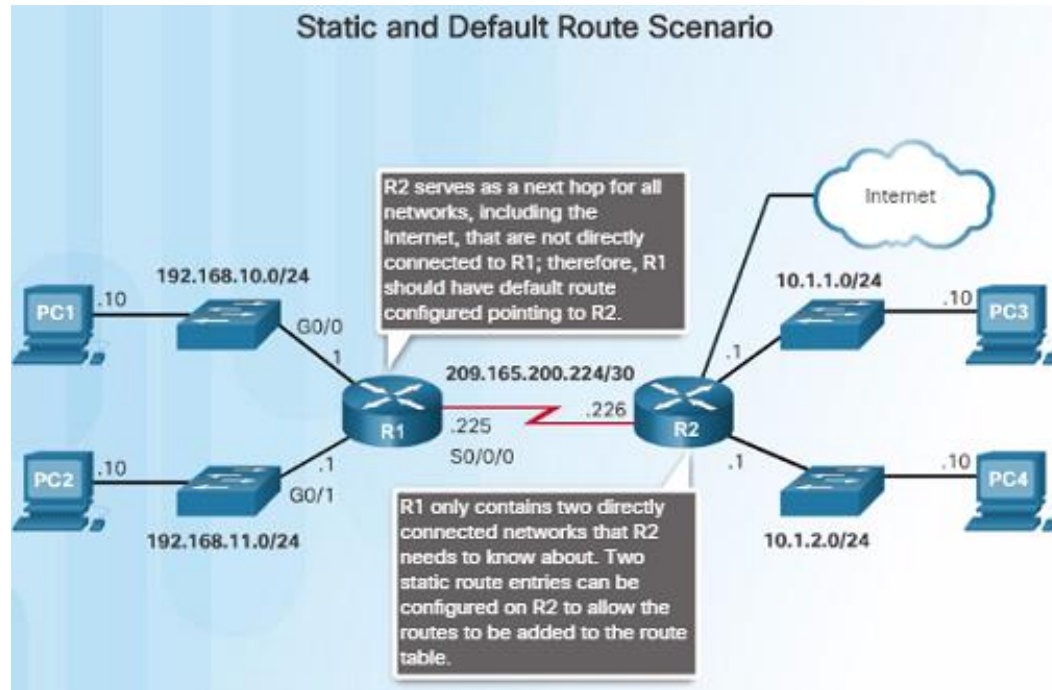 Static and Default Route Scenario
R2 serves as a next hop for all
networks, including the
Internet, that are not directly
connected to R1; therefore, R1
should have default route
configured pointing to R2.
Internet
192.168.10.0/24
10.1.1.0/24
PC1
.10
G0/0
.1
.10
PC3
.1
209.165.200.224/30
R1
.225
S0/0/0
.226
R2
PC2
.10
.1
G0/1
.1
.10
PC4
192.168.11.0/24
10.1.2.0/24
R1 only contains two directly
connected networks that R2
needs to know about. Two
static route entries can be
configured on R2 to allow the
routes to be added to the route
table.